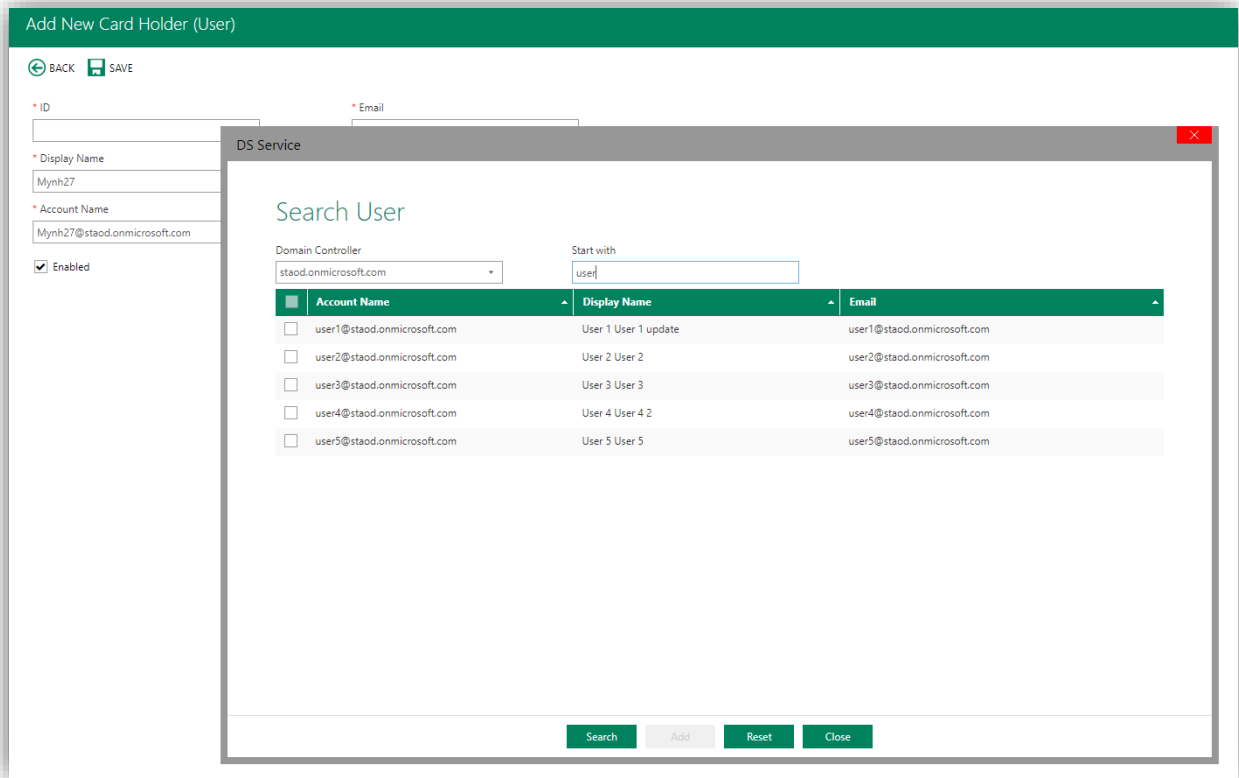 Add New Card Holder (User)
BACK SAVE
* ID * Email
DS Service
* Display Name
Mynh27
* Account Name
Mynh27@staod.onmicrosoft.com
Enabled
Search User
Domain Controller Start with
staod.onmicrosoft.com user
Account Name Display Name Email
user1@staod.onmicrosoft.com User 1 User 1 update user1@staod.onmicrosoft.com
user2@staod.onmicrosoft.com User 2 User 2 user2@staod.onmicrosoft.com
user3@staod.onmicrosoft.com User 3 User 3 user3@staod.onmicrosoft.com
user4@staod.onmicrosoft.com User 4 User 4 2 user4@staod.onmicrosoft.com
user5@staod.onmicrosoft.com User 5 User 5 user5@staod.onmicrosoft.com
Search Add Reset Close